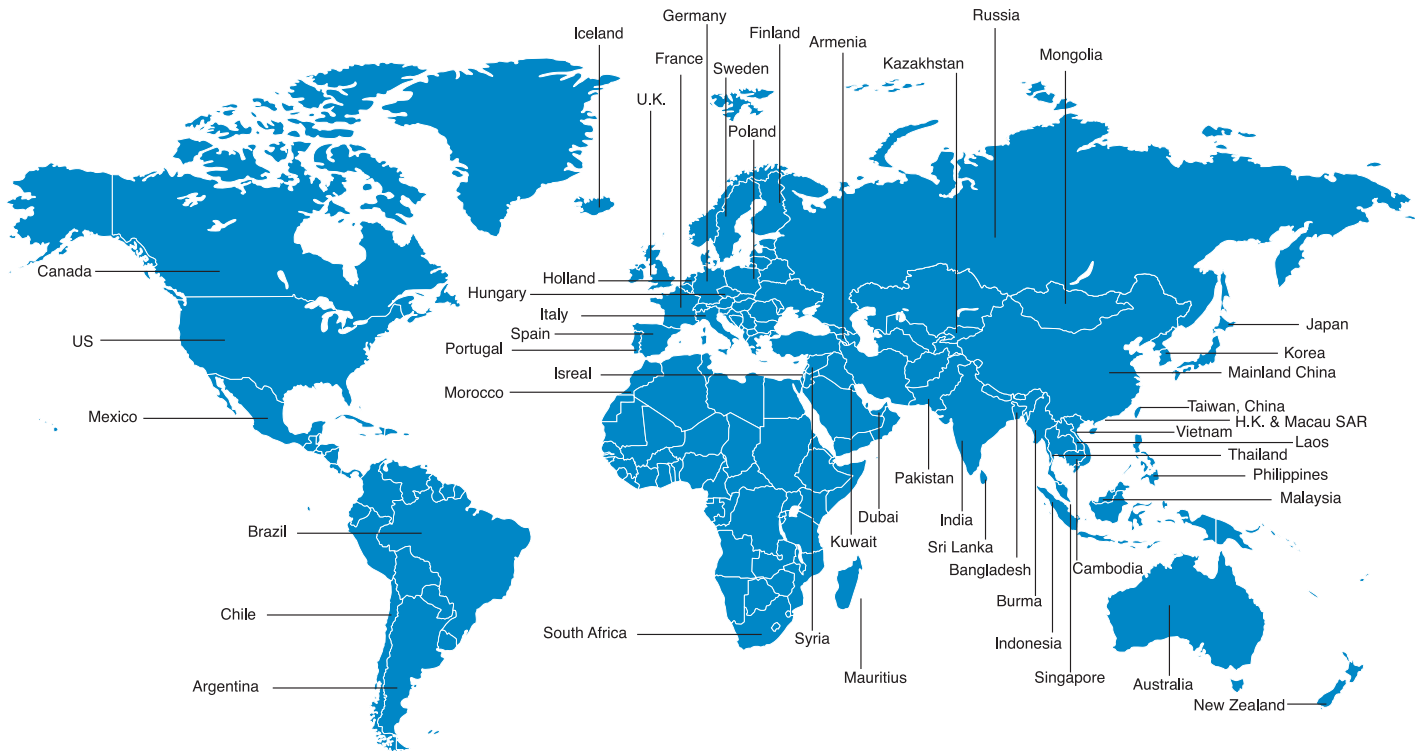 Germany
Russia
Iceland
Finland
Armenia
France
Sweden
Kazakhstan
Mongolia
U.K.
Poland
Canada
Holland
Hungary
Italy
Japan
US
Spain
Portugal
Korea
Isreal
Mainland China
Morocco
Mexico
Taiwan, China
H.K. & Macau SAR
Vietnam
Laos
Thailand
Pakistan
Philippines
Malaysia
Dubai
India
Brazil
Kuwait
Sri Lanka
Bangladesh
Cambodia
Burma
Chile
South Africa
Syria
Indonesia
Mauritius
Singapore
Australia
Argentina
New Zealand